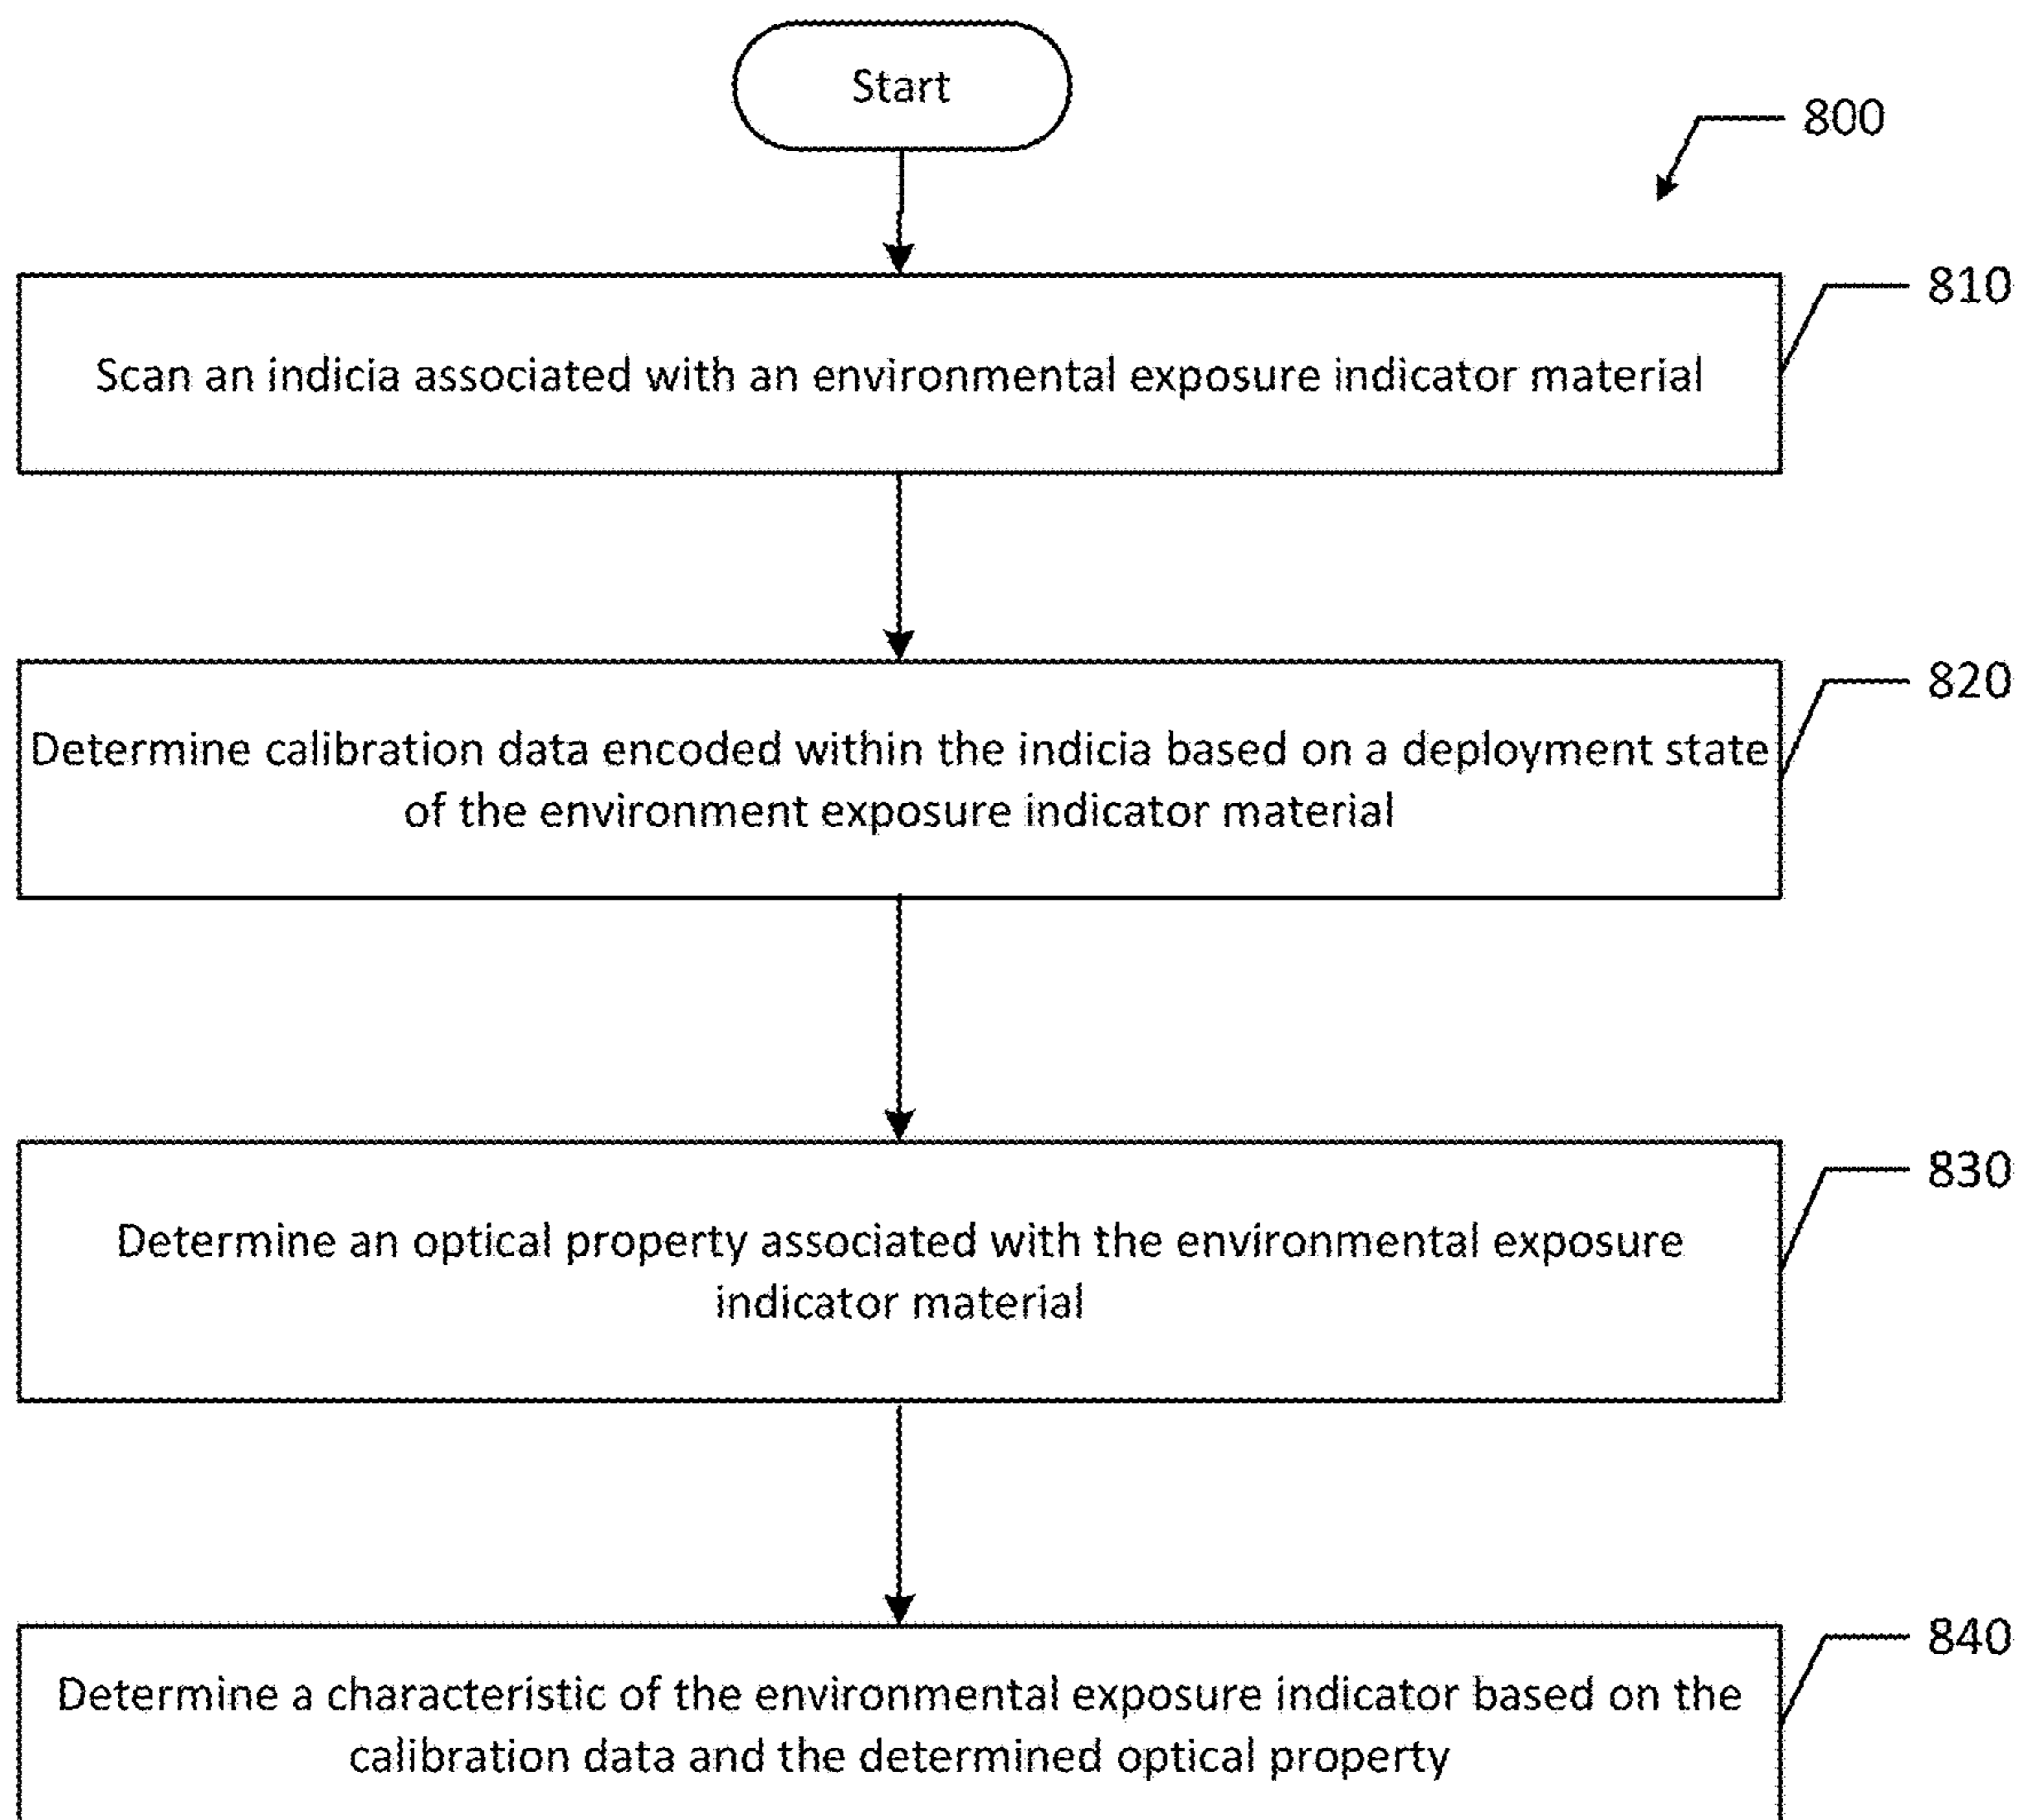 Start
800
810
Scan an indicia associated with an environmental exposure indicator material
820
Determine calibration data encoded within the indicia based on a deployment state
of the environment exposure indicator material
830
Determine an optical property associated with the environmental exposure
indicator material
840
Determine a characteristic of the environmental exposure indicator based on the
calibration data and the determined optical property